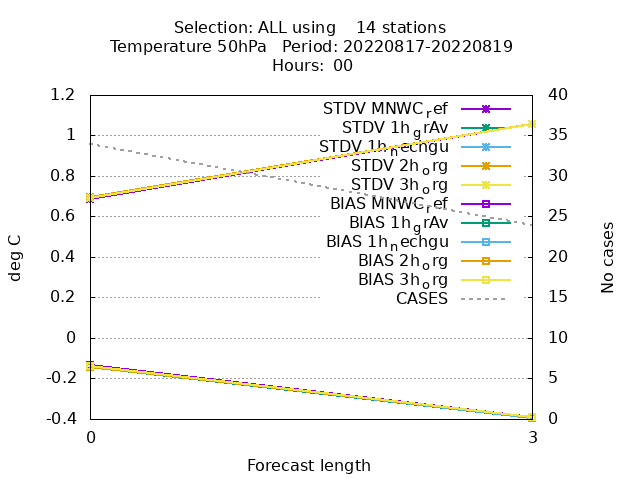 Selection: ALL using    14 stations
Temperature 50hPa   Period: 20220817-20220819
Hours:  00
1.2
1
0.8
0.6
0.4
0.2
0
-0.2
-0.4
deg C
40
35
30
25
20
15
10
5
0
No cases
STDV MNWC_ref
STDV 1h_grAv
STDV 1h_nechgu
STDV 2h_org
STDV 3h_org
BIAS MNWC_ref
BIAS 1h_grAv
BIAS 1h_nechgu
BIAS 2h_org
BIAS 3h_org
CASES
0
3
Forecast length